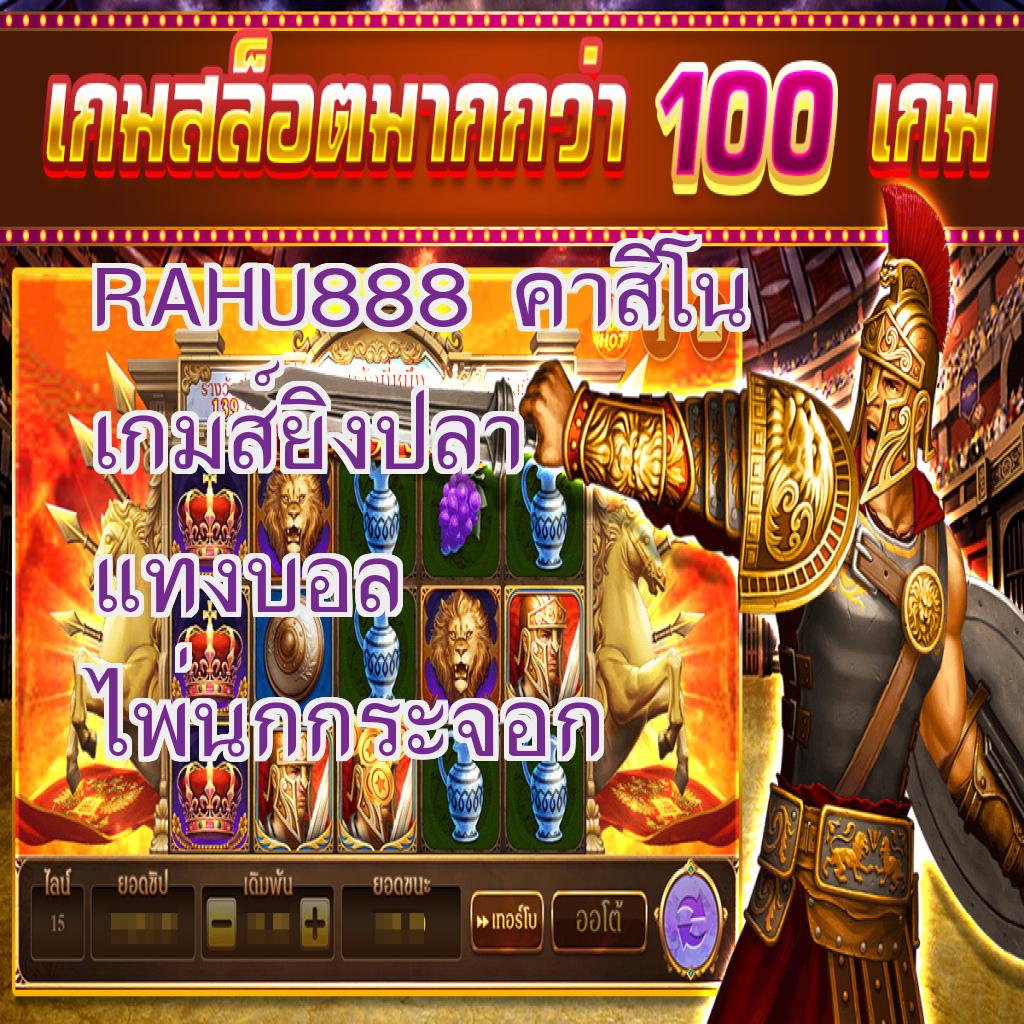 เกมสล็อตมากกว่า 100 เกม
RAHU888 คาสิโน
HOT
139
เกมส์ยิงปลา
แทงบอล
ไพ่นกกระจอก
ไลน์ ยอดชิป เดิมพัน ยอดชนะ
15 เทอร์โบ ออโต้